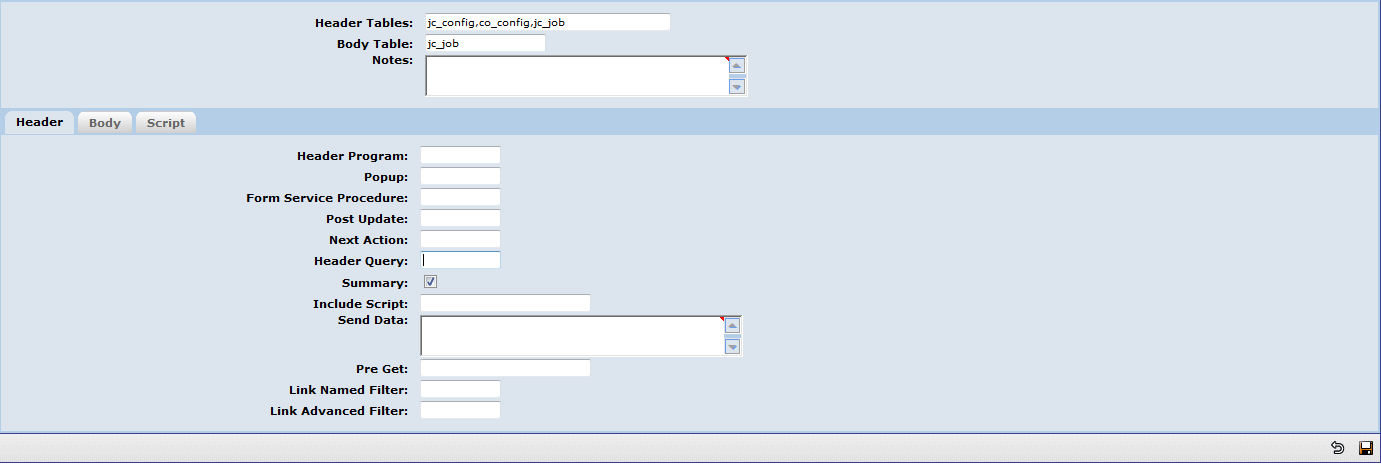 Header Tables: jc_config,co_config,jc_job
Body Table: jc_job
Notes:
Header Body Script
Header Program:
Popup:
Form Service Procedure:
Post Update:
Next Action:
Header Query:
Summary:
Include Script:
Send Data:
Pre Get:
Link Named Filter:
Link Advanced Filter: